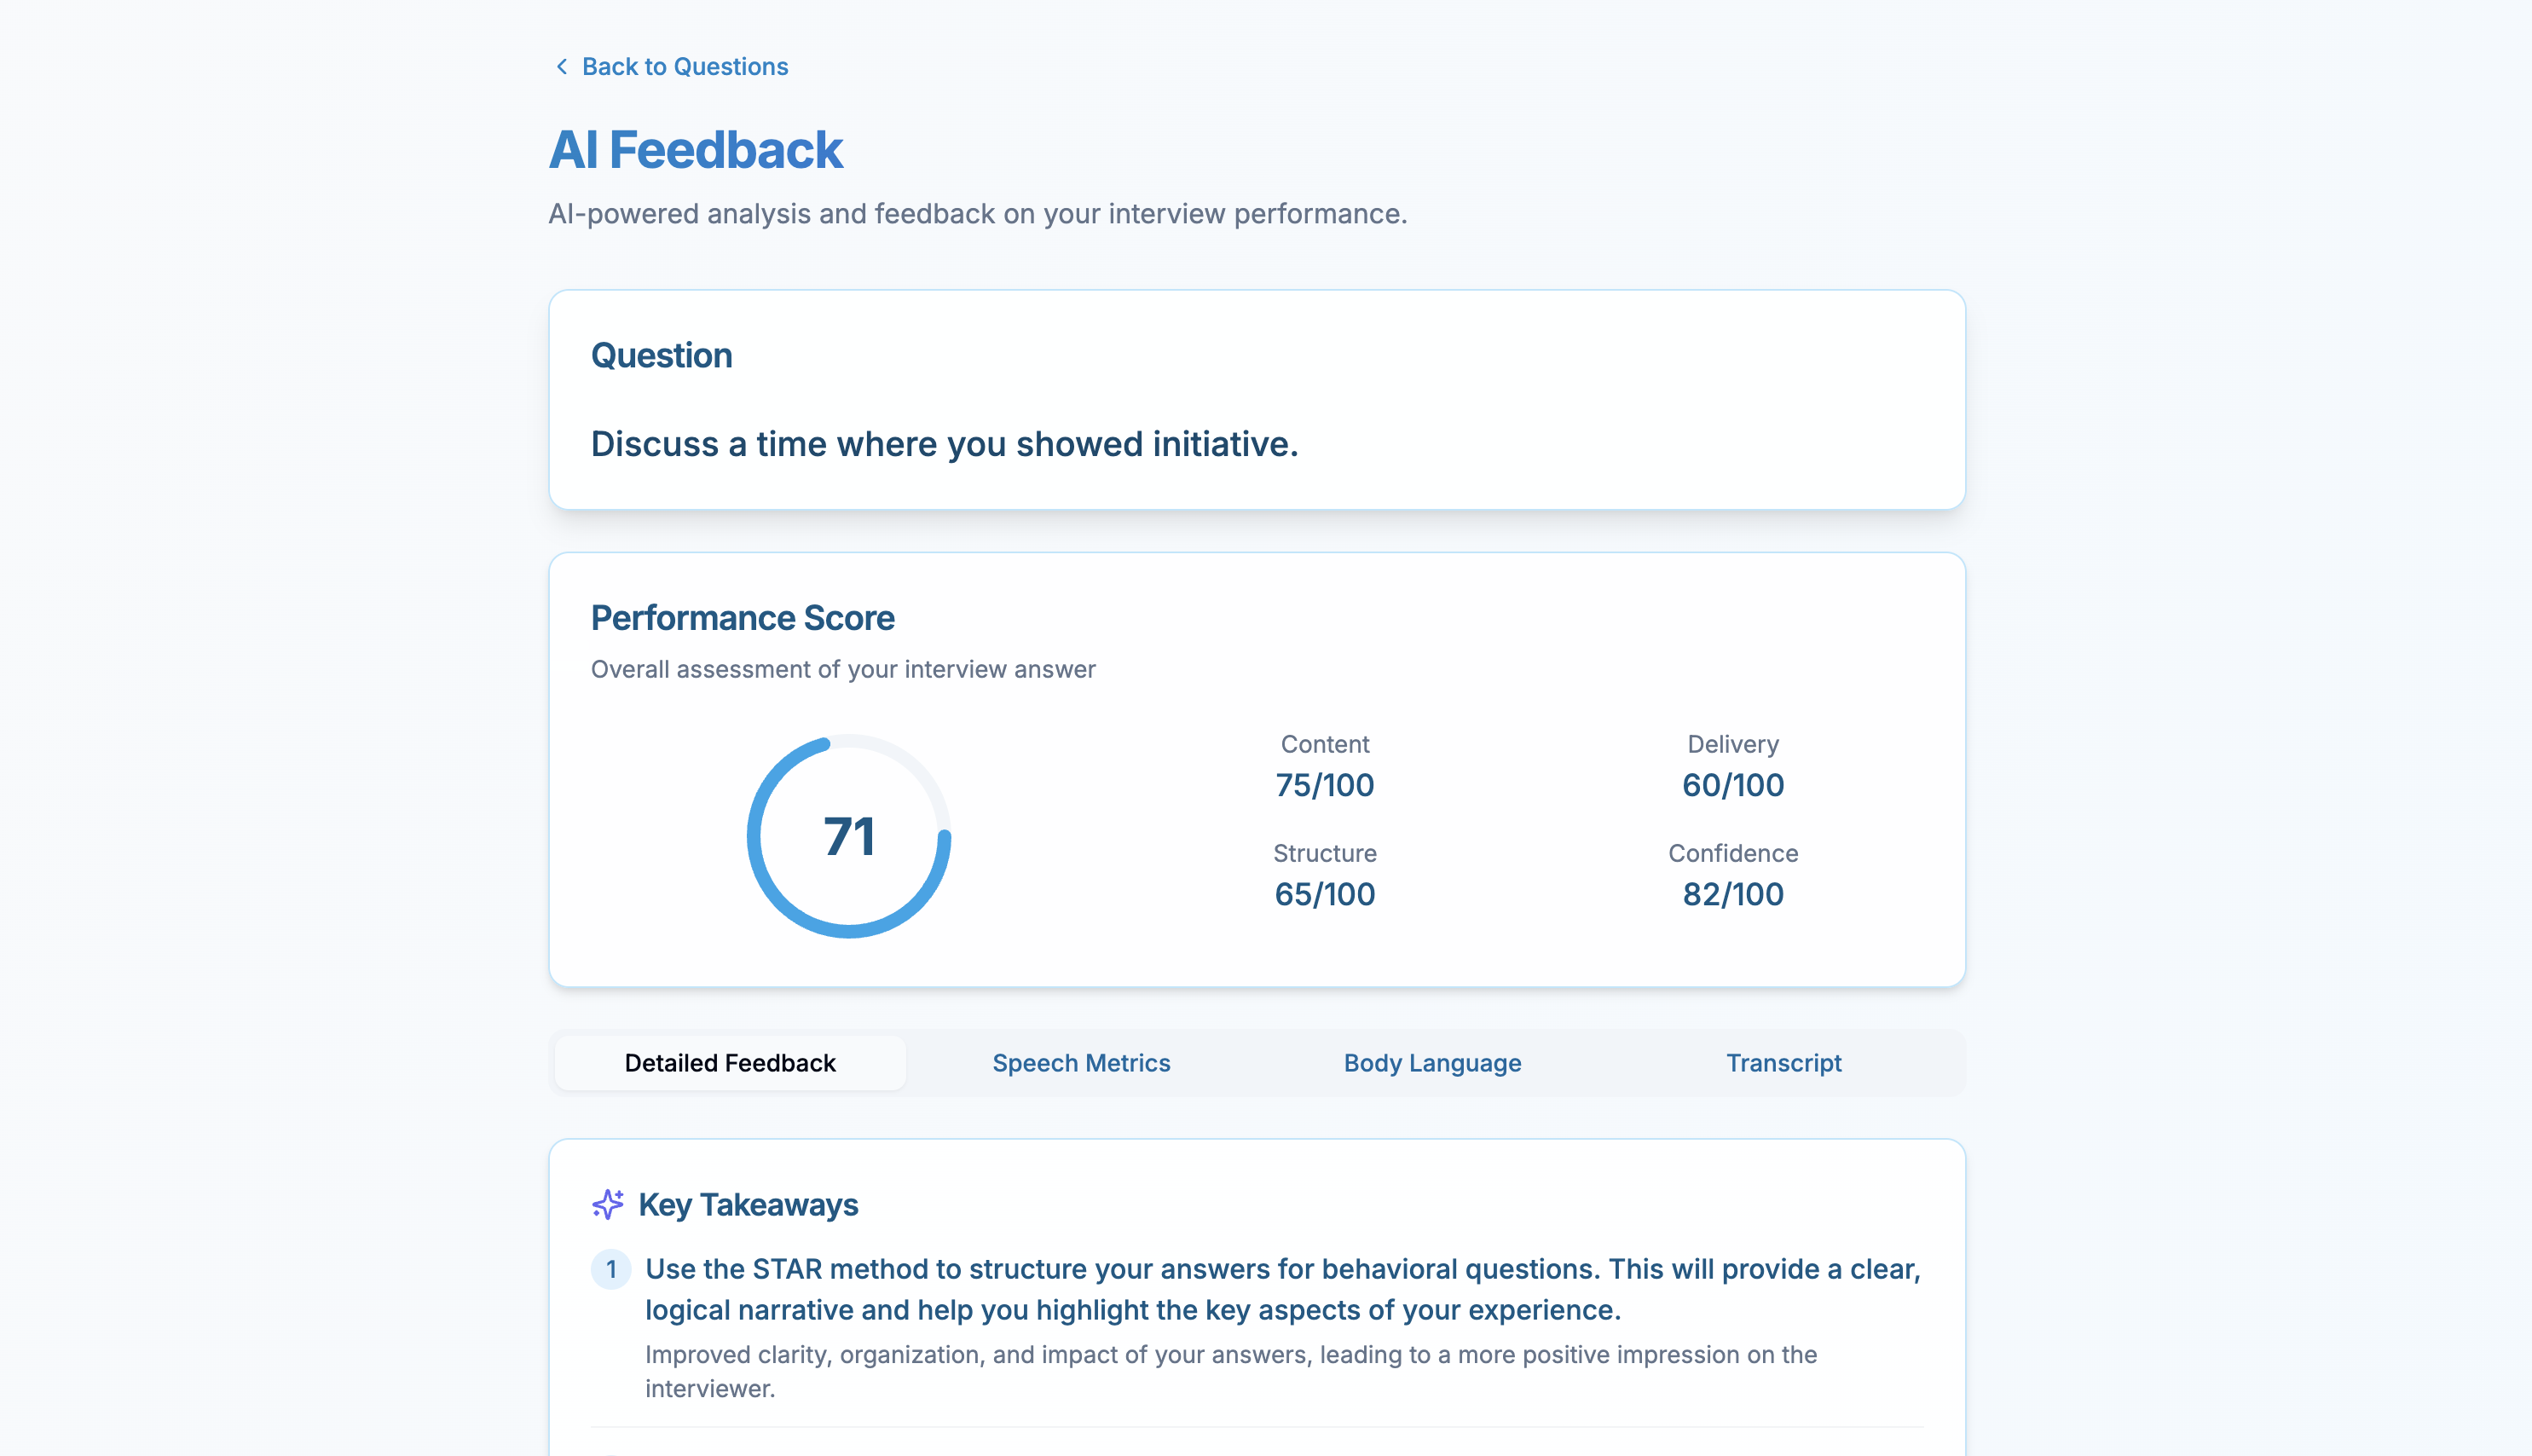 Back to Questions
AI Feedback
AI-powered analysis and feedback on your interview performance.
Question
Discuss a time where you showed initiative.
Performance Score
Overall assessment of your interview answer
71
Content
75/100
Delivery
60/100
Structure
65/100
Confidence
82/100
Detailed Feedback
Speech Metrics
Body Language
Transcript
Key Takeaways
1
Use the STAR method to structure your answers for behavioral questions. This will provide a clear,
logical narrative and help you highlight the key aspects of your experience.
Improved clarity, organization, and impact of your answers, leading to a more positive impression on the
interviewer.